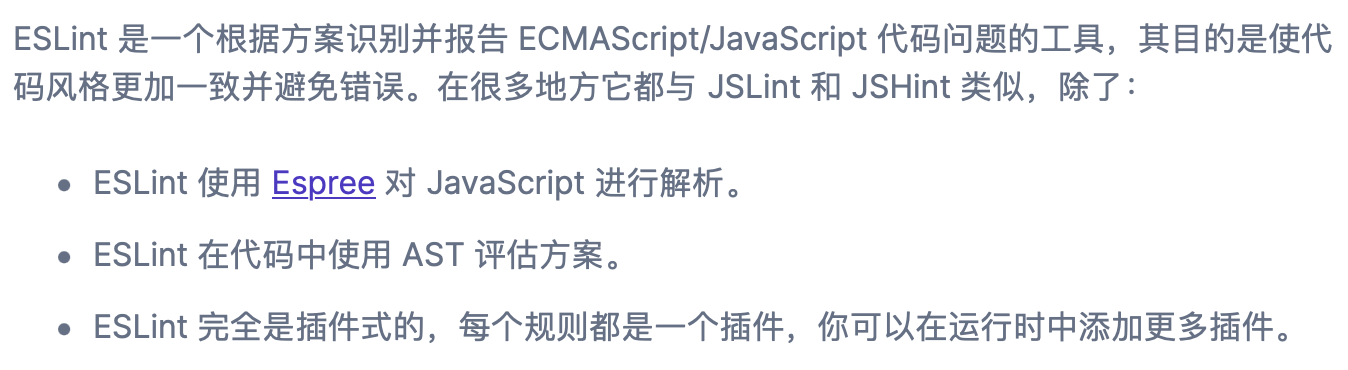 ESLint 是一个根据方案识别并报告 ECMAScript/JavaScript 代码问题的工具，其目的是使代
码风格更加一致并避免错误。在很多地方它都与 JSLint 和 JSHint 类似，除了：
• ESLint 使用 Espree 对 JavaScript 进行解析。
• ESLint 在代码中使用 AST 评估方案。
• ESLint 完全是插件式的，每个规则都是一个插件，你可以在运行时中添加更多插件。